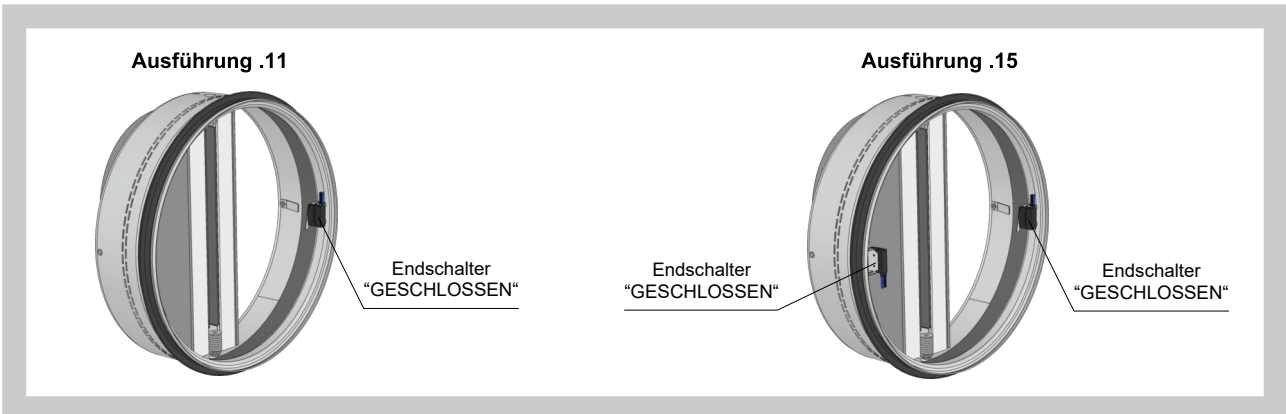 Ausführung .11
Endschalter
“GESCHLOSSEN“
Ausführung .15
Endschalter
“GESCHLOSSEN“
Endschalter
“GESCHLOSSEN“